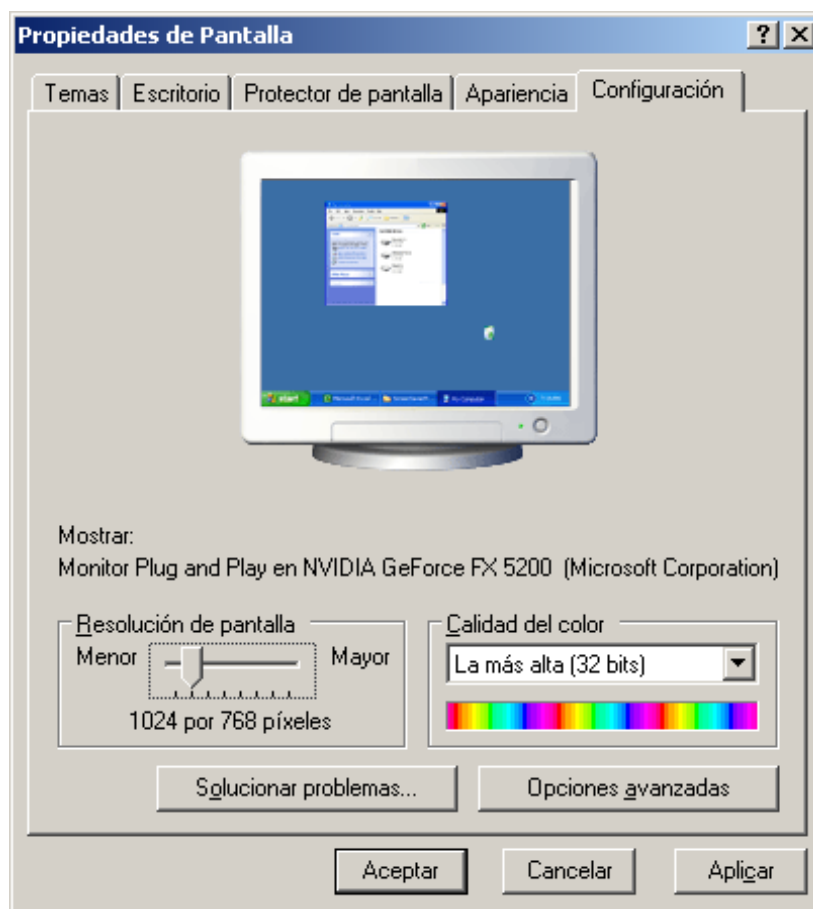 Propiedades de Pantalla
Temas Escritorio Protector de pantalla Apariencia Configuración
start
Mostrar:
Monitor Plug and Play en NVIDIA GeForce FX 5200 (Microsoft Corporation)
Resolución de pantalla
Menor Mayor
1024 por 768 píxeles
Calidad del color
La más alta (32 bits)
Solucionar problemas... Opciones avanzadas
Aceptar Cancelar Aplicar